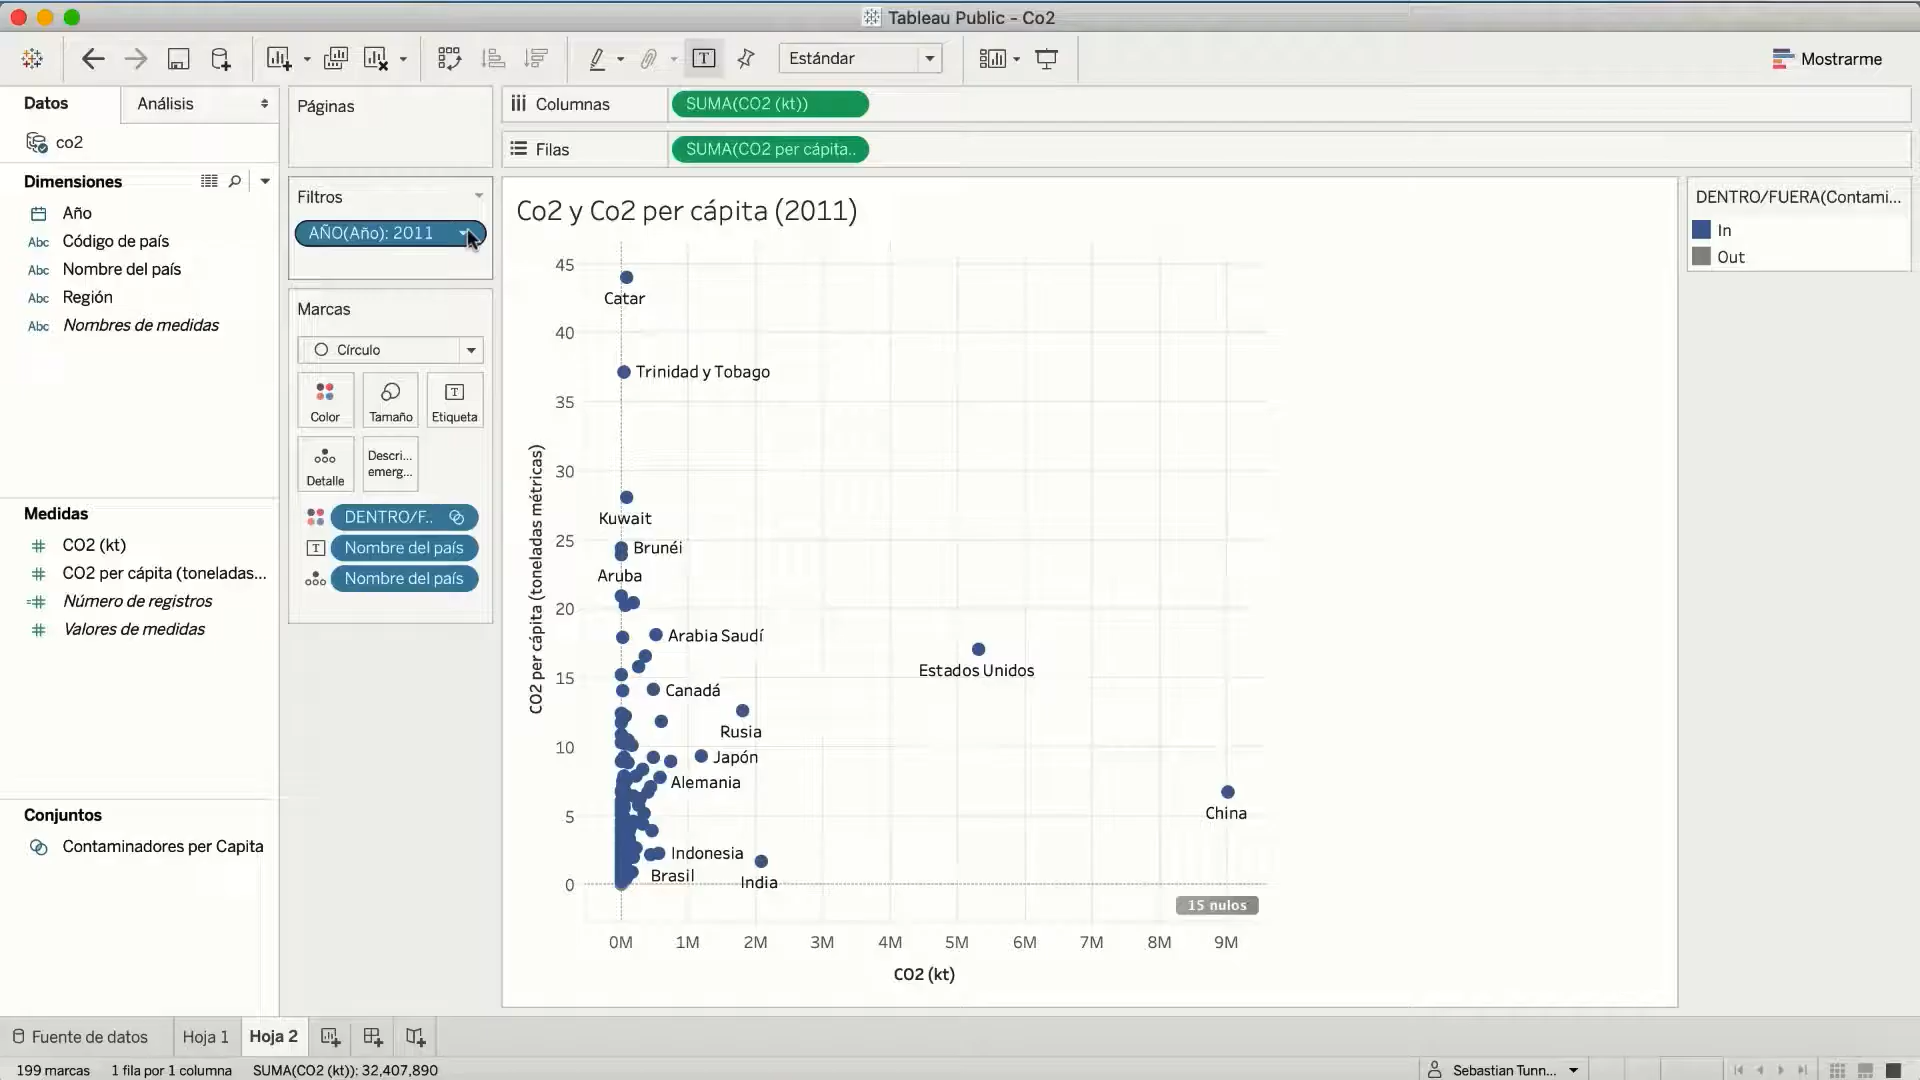 Tableau Public - Co2
Estándar
Mostrarme
Datos
Análisis
co2
Dimensiones
Año
Abc Código de país
Abc Nombre del país
Abc Región
Abc Nombres de medidas
Medidas
CO2 (kt)
CO2 per cápita (toneladas...
Número de registros
Valores de medidas
Conjuntos
Contaminadores per Capita
Páginas
Filtros
AÑO(Año): 2011
Marcas
Círculo
Color
Tamaño
T
Etiqueta
Detalle
Descri...
emerg...
DENTRO/F..
T Nombre del país
Nombre del país
Columnas
SUMA(CO2 (kt))
Filas
SUMA(CO2 per cápita..
Co2 y Co2 per cápita (2011)
CO2 per cápita (toneladas métricas)
45
40
35
30
25
20
15
10
5
0
Catar
Trinidad y Tobago
Kuwait
Brunéi
Aruba
Arabia Saudí
Estados Unidos
Canadá
Rusia
Japón
Alemania
China
Indonesia
Brasil
India
15 nulos
0M 1M 2M 3M 4M 5M 6M 7M 8M 9M
CO2 (kt)
DENTRO/FUERA(Contami...
In
Out
Fuente de datos
Hoja 1
Hoja 2
199 marcas 1 fila por 1 columna SUMA(CO2 (kt)): 32,407,890
Sebastian Tunn...